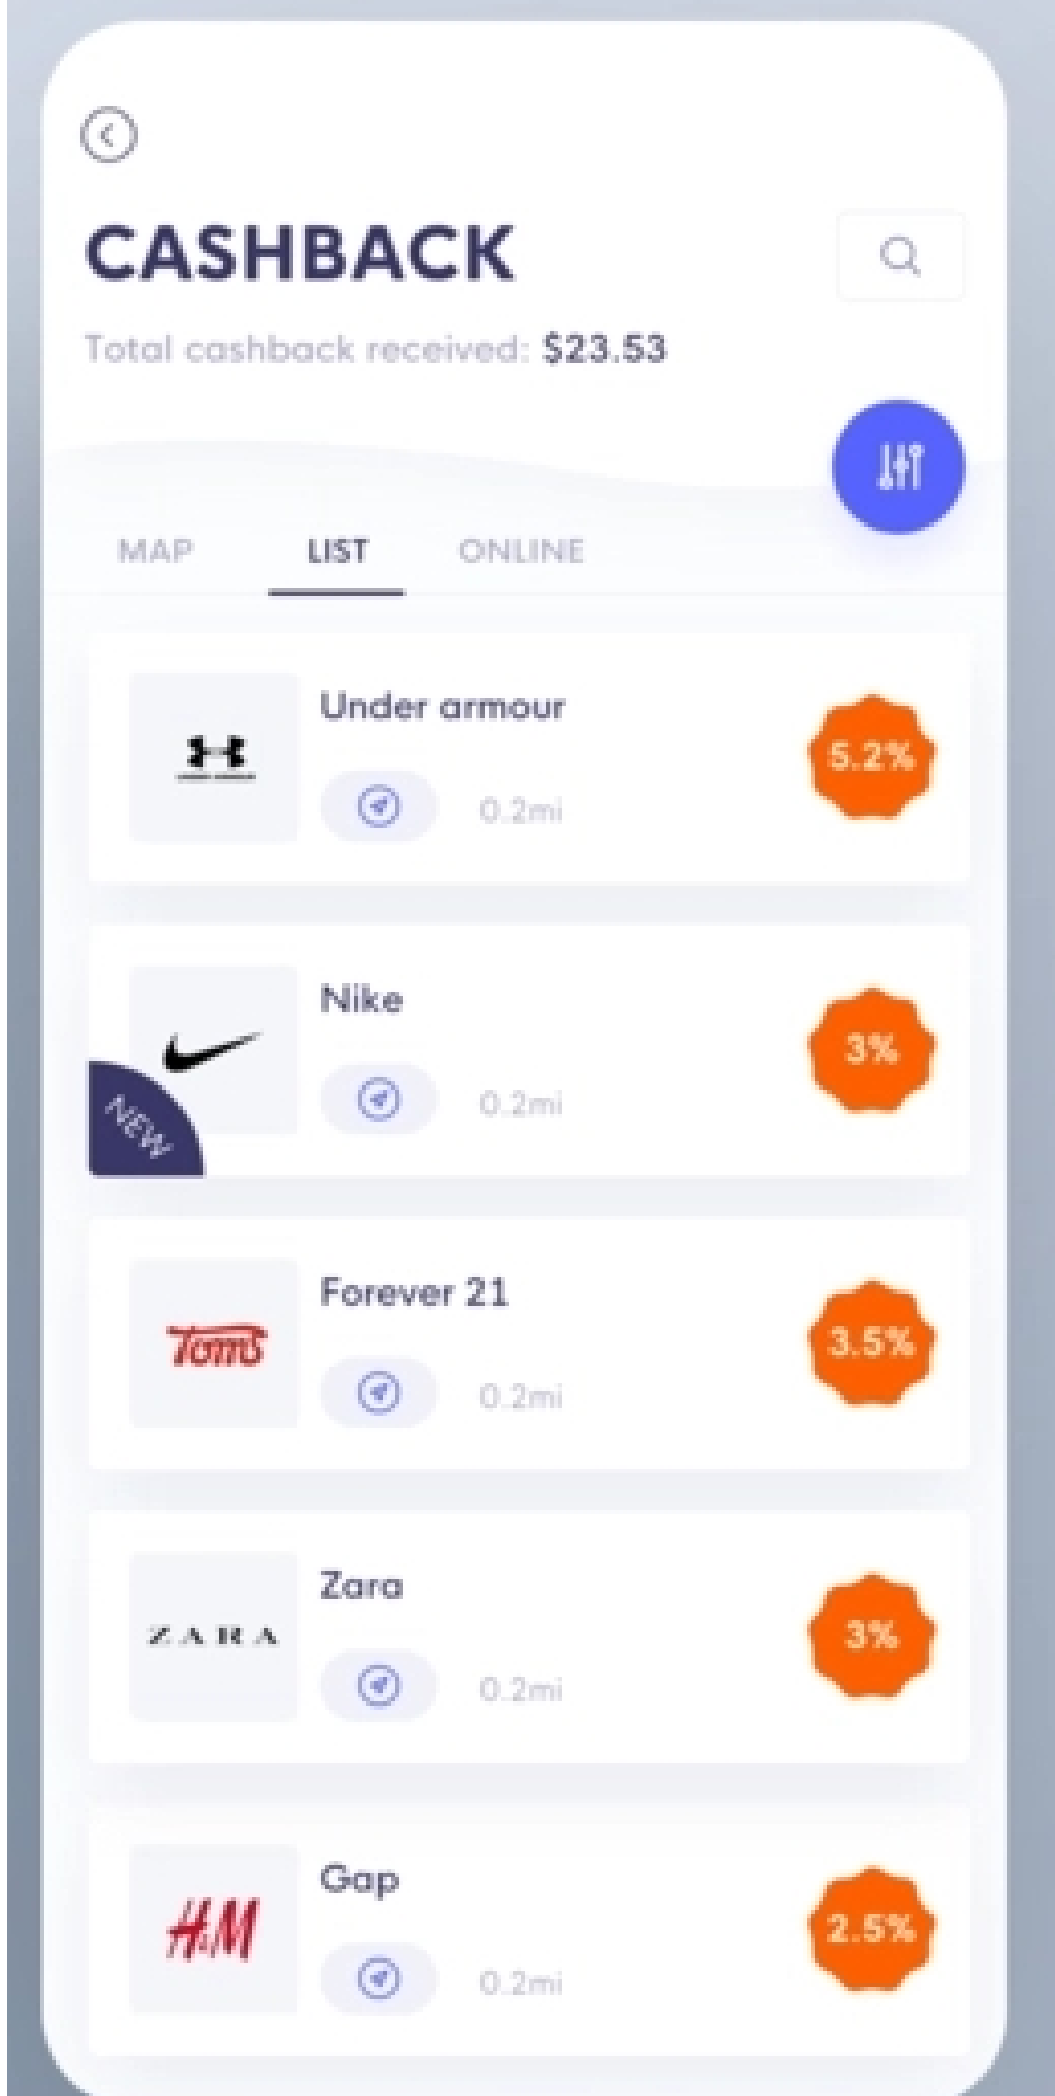 CASHBACK
Total cashback received: $23.53
MAP LIST ONLINE
Under armour
5.2%
0.2mi
Nike
3%
0.2mi
NEW
Forever 21
Toms
3.5%
0.2mi
Zara
ZARA
3%
0.2mi
Gap
H&M
2.5%
0.2mi